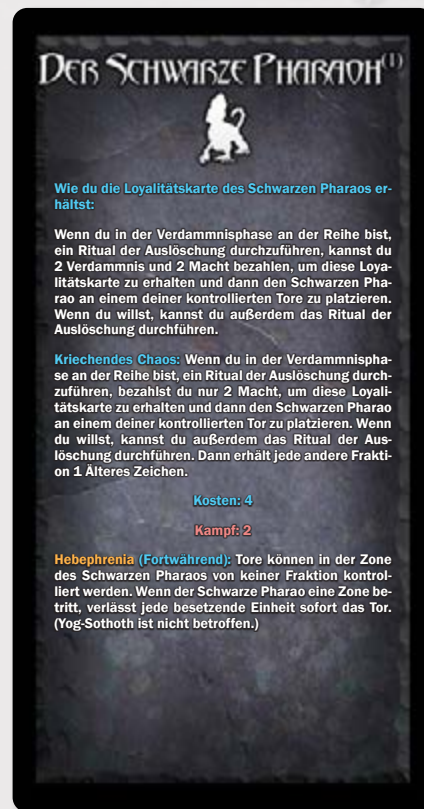 Der Schwarze Pharaoh(1)
Wie du die Loyalitätskarte des Schwarzen Pharaos er-
hältst:
Wenn du in der Verdammnisphase an der Reihe bist,
ein Ritual der Auslöschung durchzuführen, kannst du
2 Verdammnis und 2 Macht bezahlen, um diese Loya-
litätskarte zu erhalten und dann den Schwarzen Pha-
rao an einem deiner kontrollierten Tore zu platzieren.
Wenn du willst, kannst du außerdem das Ritual der
Auslöschung durchführen.
Kriechendes Chaos: Wenn du in der Verdammnispha-
se an der Reihe bist, ein Ritual der Auslöschung durch-
zuführen, bezahlst du nur 2 Macht, um diese Loyali-
tätskarte zu erhalten und dann den Schwarzen Pharao
an einem deiner kontrollierten Tor zu platzieren. Wenn
du willst, kannst du außerdem das Ritual der Aus-
löschung durchführen. Dann erhält jede andere Frakti-
on 1 Älteres Zeichen.
Kosten: 4
Kampf: 2
Hebephrenia (Fortwährend): Tore können in der Zone
des Schwarzen Pharaos von keiner Fraktion kontrol-
liert werden. Wenn der Schwarze Pharao eine Zone be-
tritt, verlässt jede besetzende Einheit sofort das Tor.
(Yog-Sothoth ist nicht betroffen.)